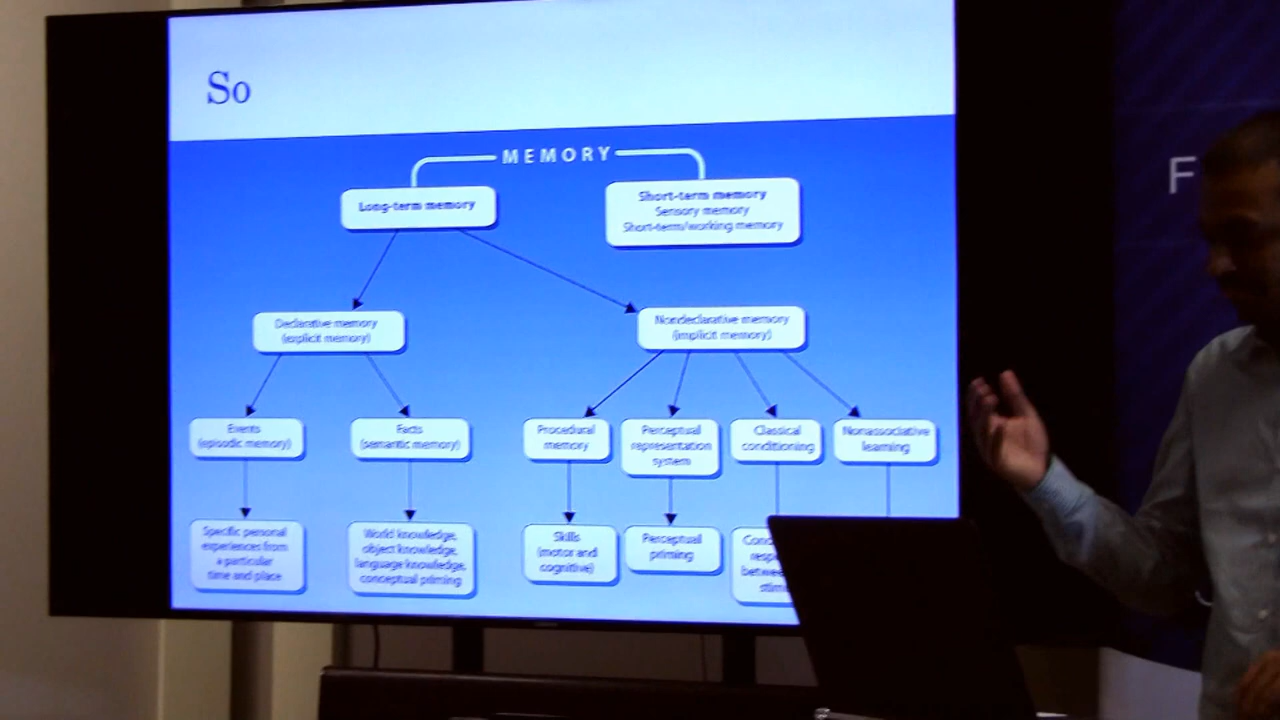 So
MEMORY
Long-term memory
Short-term memory
Sensory memory
Short-term/working memory
Declarative memory
(explicit memory)
Nondeclarative memory
(implicit memory)
Events
(episodic memory)
Facts
(semantic memory)
Procedural
memory
Perceptual
representation
system
Classical
conditioning
Nonassociative
learning
Specific personal
experiences from
a particular
time and place
World knowledge,
object knowledge,
language knowledge,
conceptual priming
Skills
(motor and
cognitive)
Perceptual
priming
F